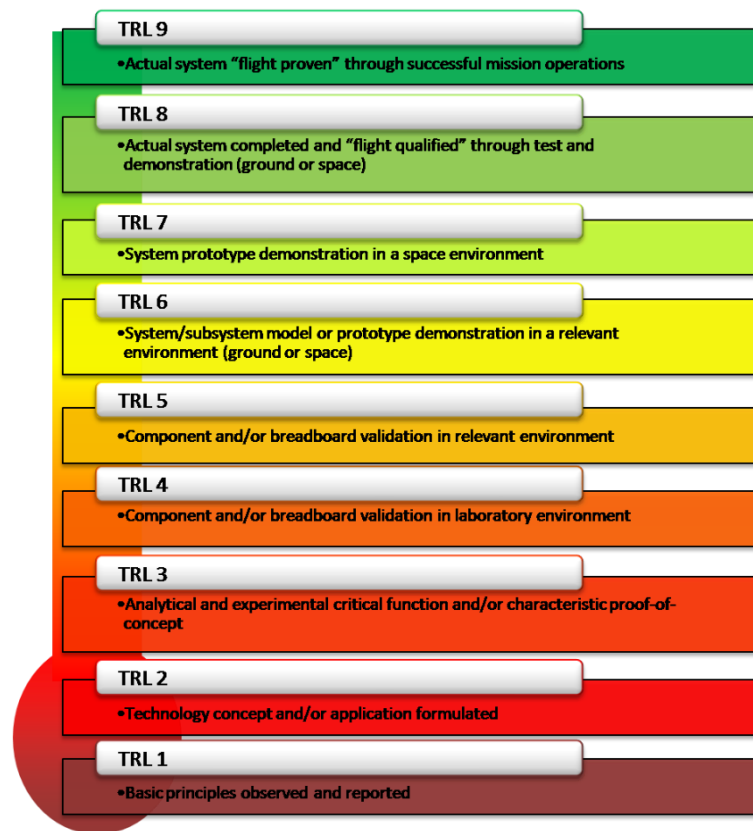 TRL 9
•Actual system “flight proven” through successful mission operations
TRL 8
•Actual system completed and “flight qualified” through test and
demonstration (ground or space)
TRL 7
•System prototype demonstration in a space environment
TRL 6
•System/subsystem model or prototype demonstration in a relevant
environment (ground or space)
TRL 5
•Component and/or breadboard validation in relevant environment
TRL 4
•Component and/or breadboard validation in laboratory environment
TRL 3
•Analytical and experimental critical function and/or characteristic proof-of-
concept
TRL 2
•Technology concept and/or application formulated
TRL 1
•Basic principles observed and reported